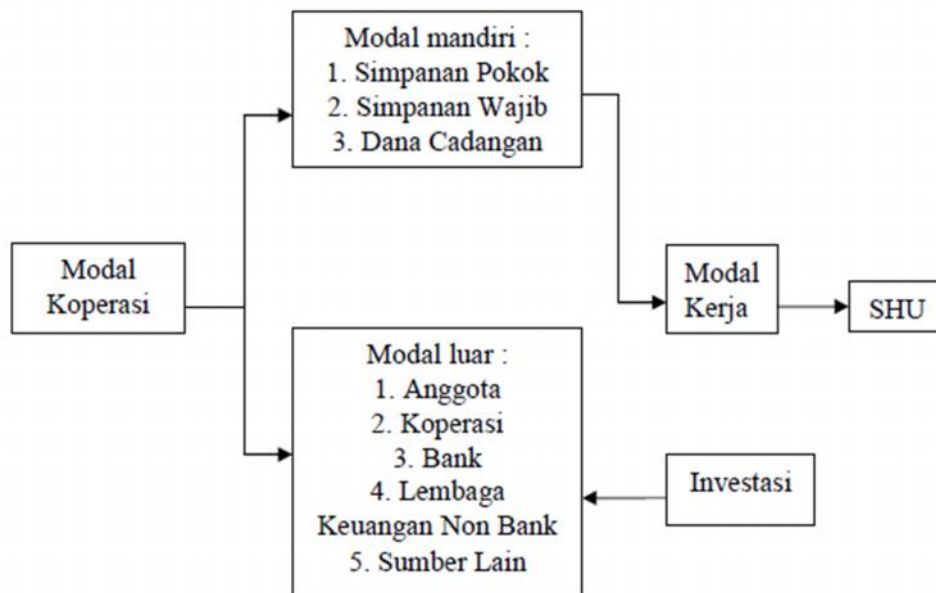 Modal mandiri :
1. Simpanan Pokok
2. Simpanan Wajib
3. Dana Cadangan
Modal
Koperasi
Modal
Kerja
SHU
Modal luar :
1. Anggota
2. Koperasi
3. Bank
4. Lembaga
Keuangan Non Bank
5. Sumber Lain
Investasi